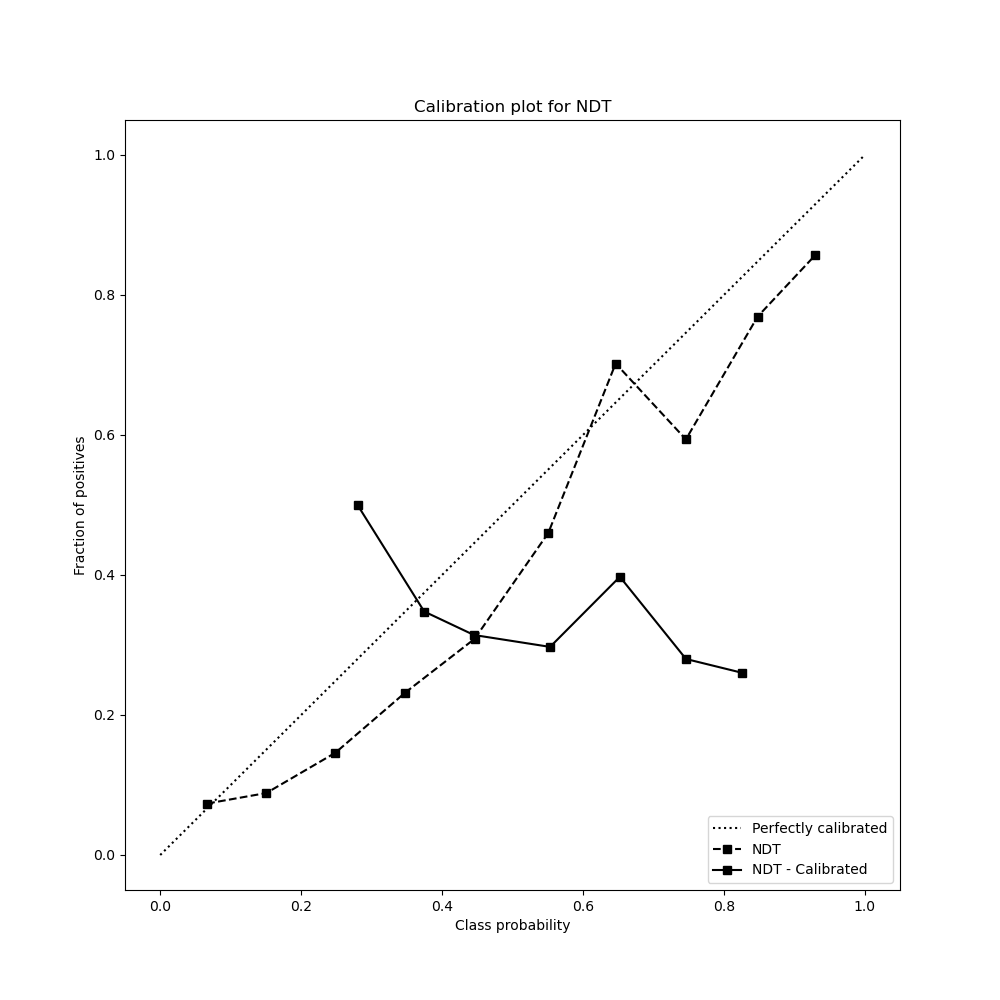 Calibration plot for NDT
1.0
0.8
0.6
0.4
0.2
0.0
Fraction of positives
0.0 0.2 0.4 0.6 0.8 1.0
Class probability
Perfectly calibrated
NDT
NDT - Calibrated